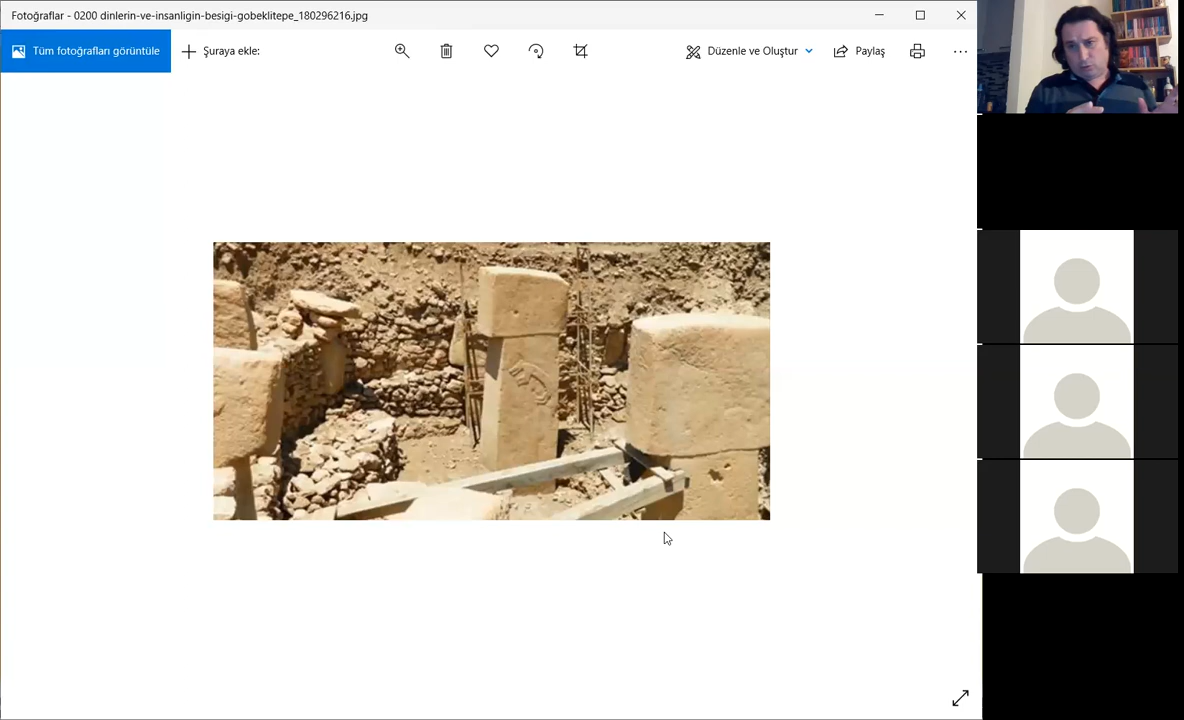 Fotoğraflar - 0200 dinlerin-ve-insanligin-besigi-gobeklitepe_180296216.jpg
Tüm fotoğrafları görüntüle
Şuraya ekle:
Düzenle ve Oluştur
Paylaş